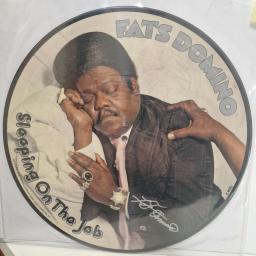 FATS DOMINO
Sleeping On The Job